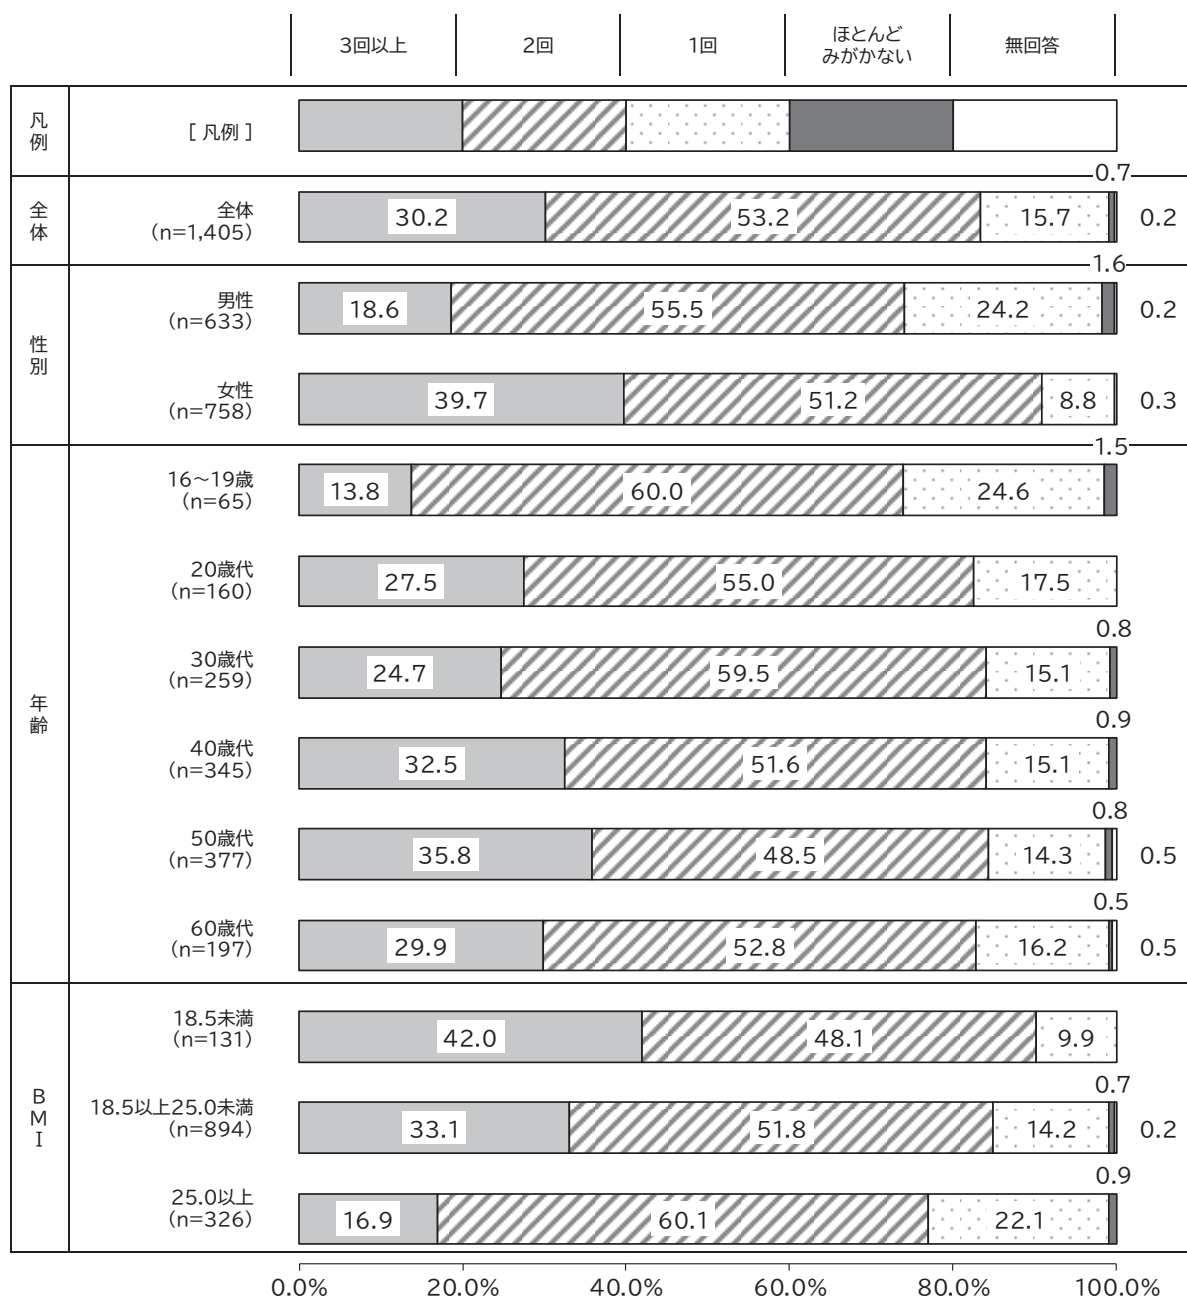 3回以上
2回
1回
ほとんど
みがかない
無回答
凡例
[ 凡例 ]
0.7
全体
全体
(n=1,405)
30.2
53.2
15.7
0.2
1.6
性別
男性
(n=633)
18.6
55.5
24.2
0.2
女性
(n=758)
39.7
51.2
8.8
0.3
1.5
年齢
16〜19歳
(n=65)
13.8
60.0
24.6
20歳代
(n=160)
27.5
55.0
17.5
0.8
30歳代
(n=259)
24.7
59.5
15.1
0.9
40歳代
(n=345)
32.5
51.6
15.1
0.8
50歳代
(n=377)
35.8
48.5
14.3
0.5
0.5
60歳代
(n=197)
29.9
52.8
16.2
0.5
BMI
18.5未満
(n=131)
42.0
48.1
9.9
0.7
18.5以上25.0未満
(n=894)
33.1
51.8
14.2
0.2
0.9
25.0以上
(n=326)
16.9
60.1
22.1
0.0%
20.0%
40.0%
60.0%
80.0%
100.0%